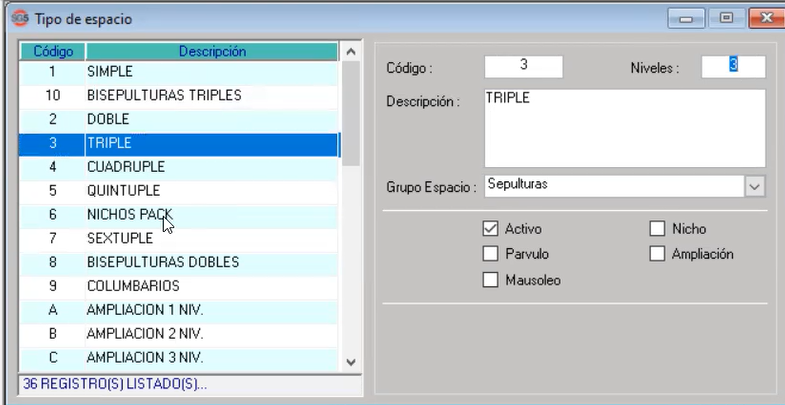 SGS Tipo de espacio
Código Descripción
1 SIMPLE
10 BISEPULTURAS TRIPLES
2 DOBLE
3 TRIPLE
4 CUADRUPLE
5 QUINTUPLE
6 NICHOS PACK
7 SEXTUPLE
8 BISEPULTURAS DOBLES
9 COLUMBARIOS
A AMPLIACION 1 NIV.
B AMPLIACION 2 NIV.
C AMPLIACION 3 NIV.
36 REGISTRO(S) LISTADO(S)...
Código : 3 Niveles : 3
Descripción : TRIPLE
Grupo Espacio : Sepulturas
Activo Nicho
Parvulo Ampliación
Mausoleo